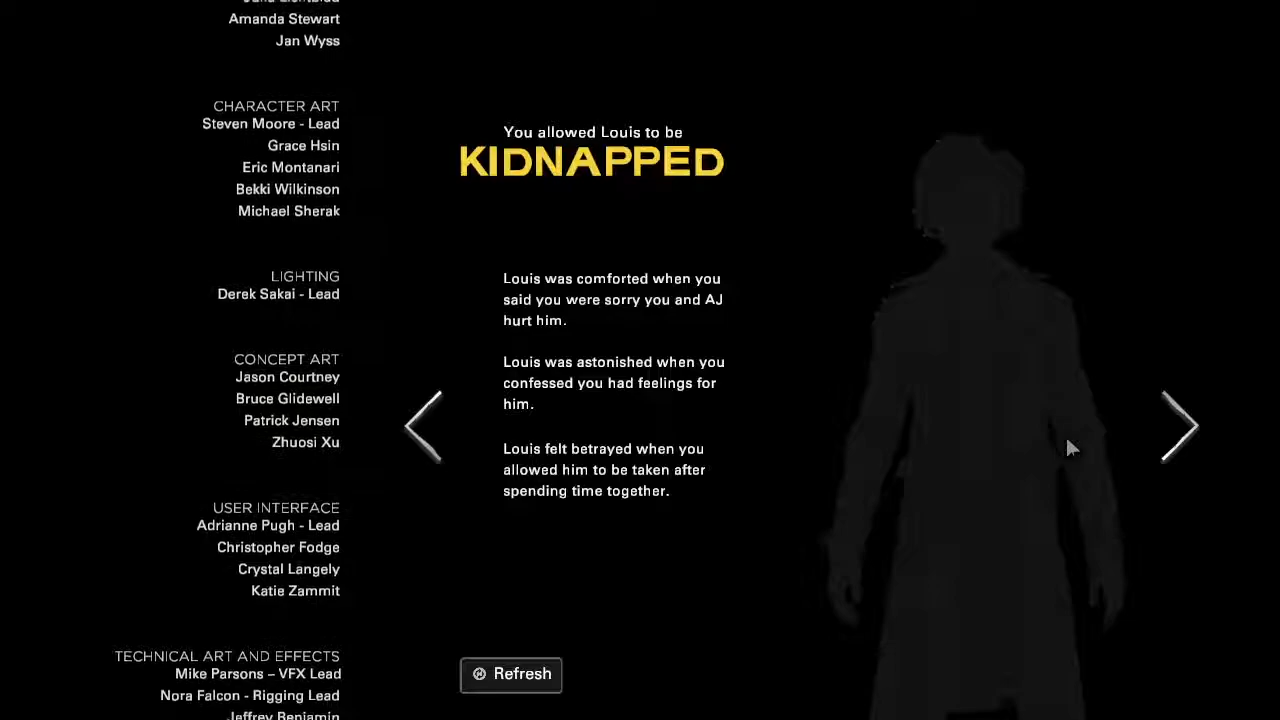 Amanda Stewart
Jan Wyss
CHARACTER ART
Steven Moore - Lead
Grace Hsin
Eric Montanari
Bekki Wilkinson
Michael Sherak
LIGHTING
Derek Sakai - Lead
CONCEPT ART
Jason Courtney
Bruce Glidewell
Patrick Jensen
Zhuosi Xu
USER INTERFACE
Adrianne Pugh - Lead
Christopher Fodge
Crystal Langely
Katie Zammit
TECHNICAL ART AND EFFECTS
Mike Parsons – VFX Lead
Nora Falcon - Rigging Lead
Jeffrey Benjamin
You allowed Louis to be
KIDNAPPED
Louis was comforted when you
said you were sorry you and AJ
hurt him.
Louis was astonished when you
confessed you had feelings for
him.
Louis felt betrayed when you
allowed him to be taken after
spending time together.
Refresh